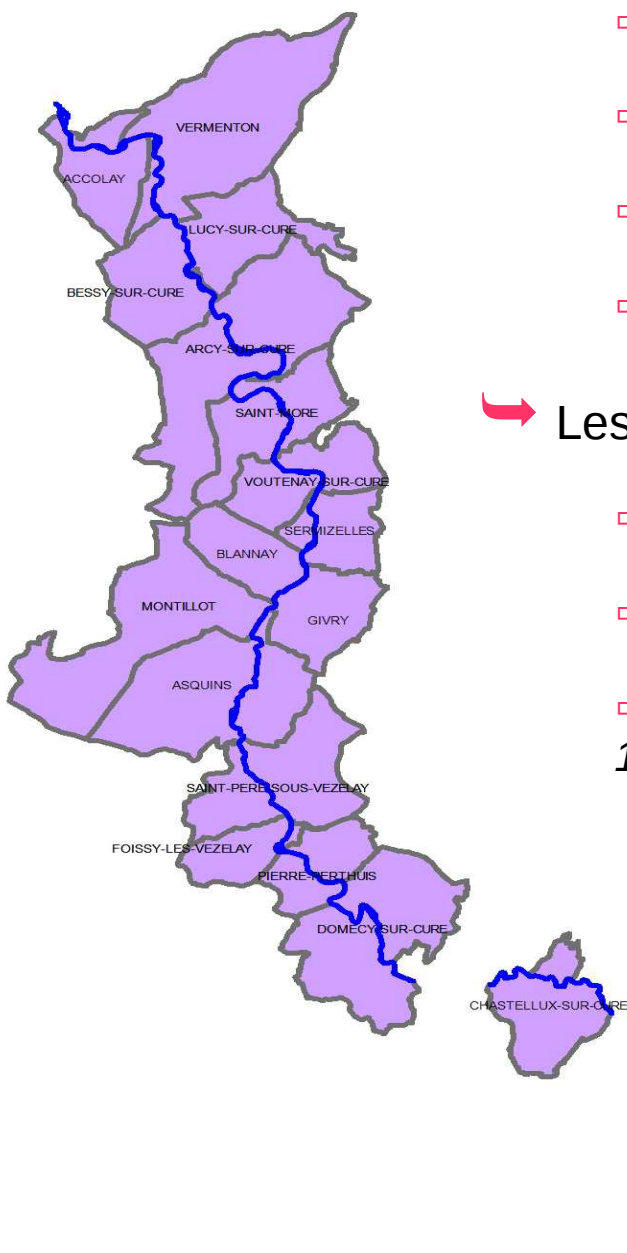 VERMENTON
ACCOLAY
LUCY-SUR-CURE
BESSY-SUR-CURE
ARCY-SUR-CURE
SAINT-MORE
Les
VOUTENAY-SUR-CURE
SERMIZELLES
BLANNAY
MONTILLOT
GIVRY
ASQUINS
1
SAINT-PERE-SOUS-VEZELAY
FOISSY-LES-VEZELAY
PIERRE-PERTHUIS
DOMECY-SUR-CURE
CHASTELLUX-SUR-CURE